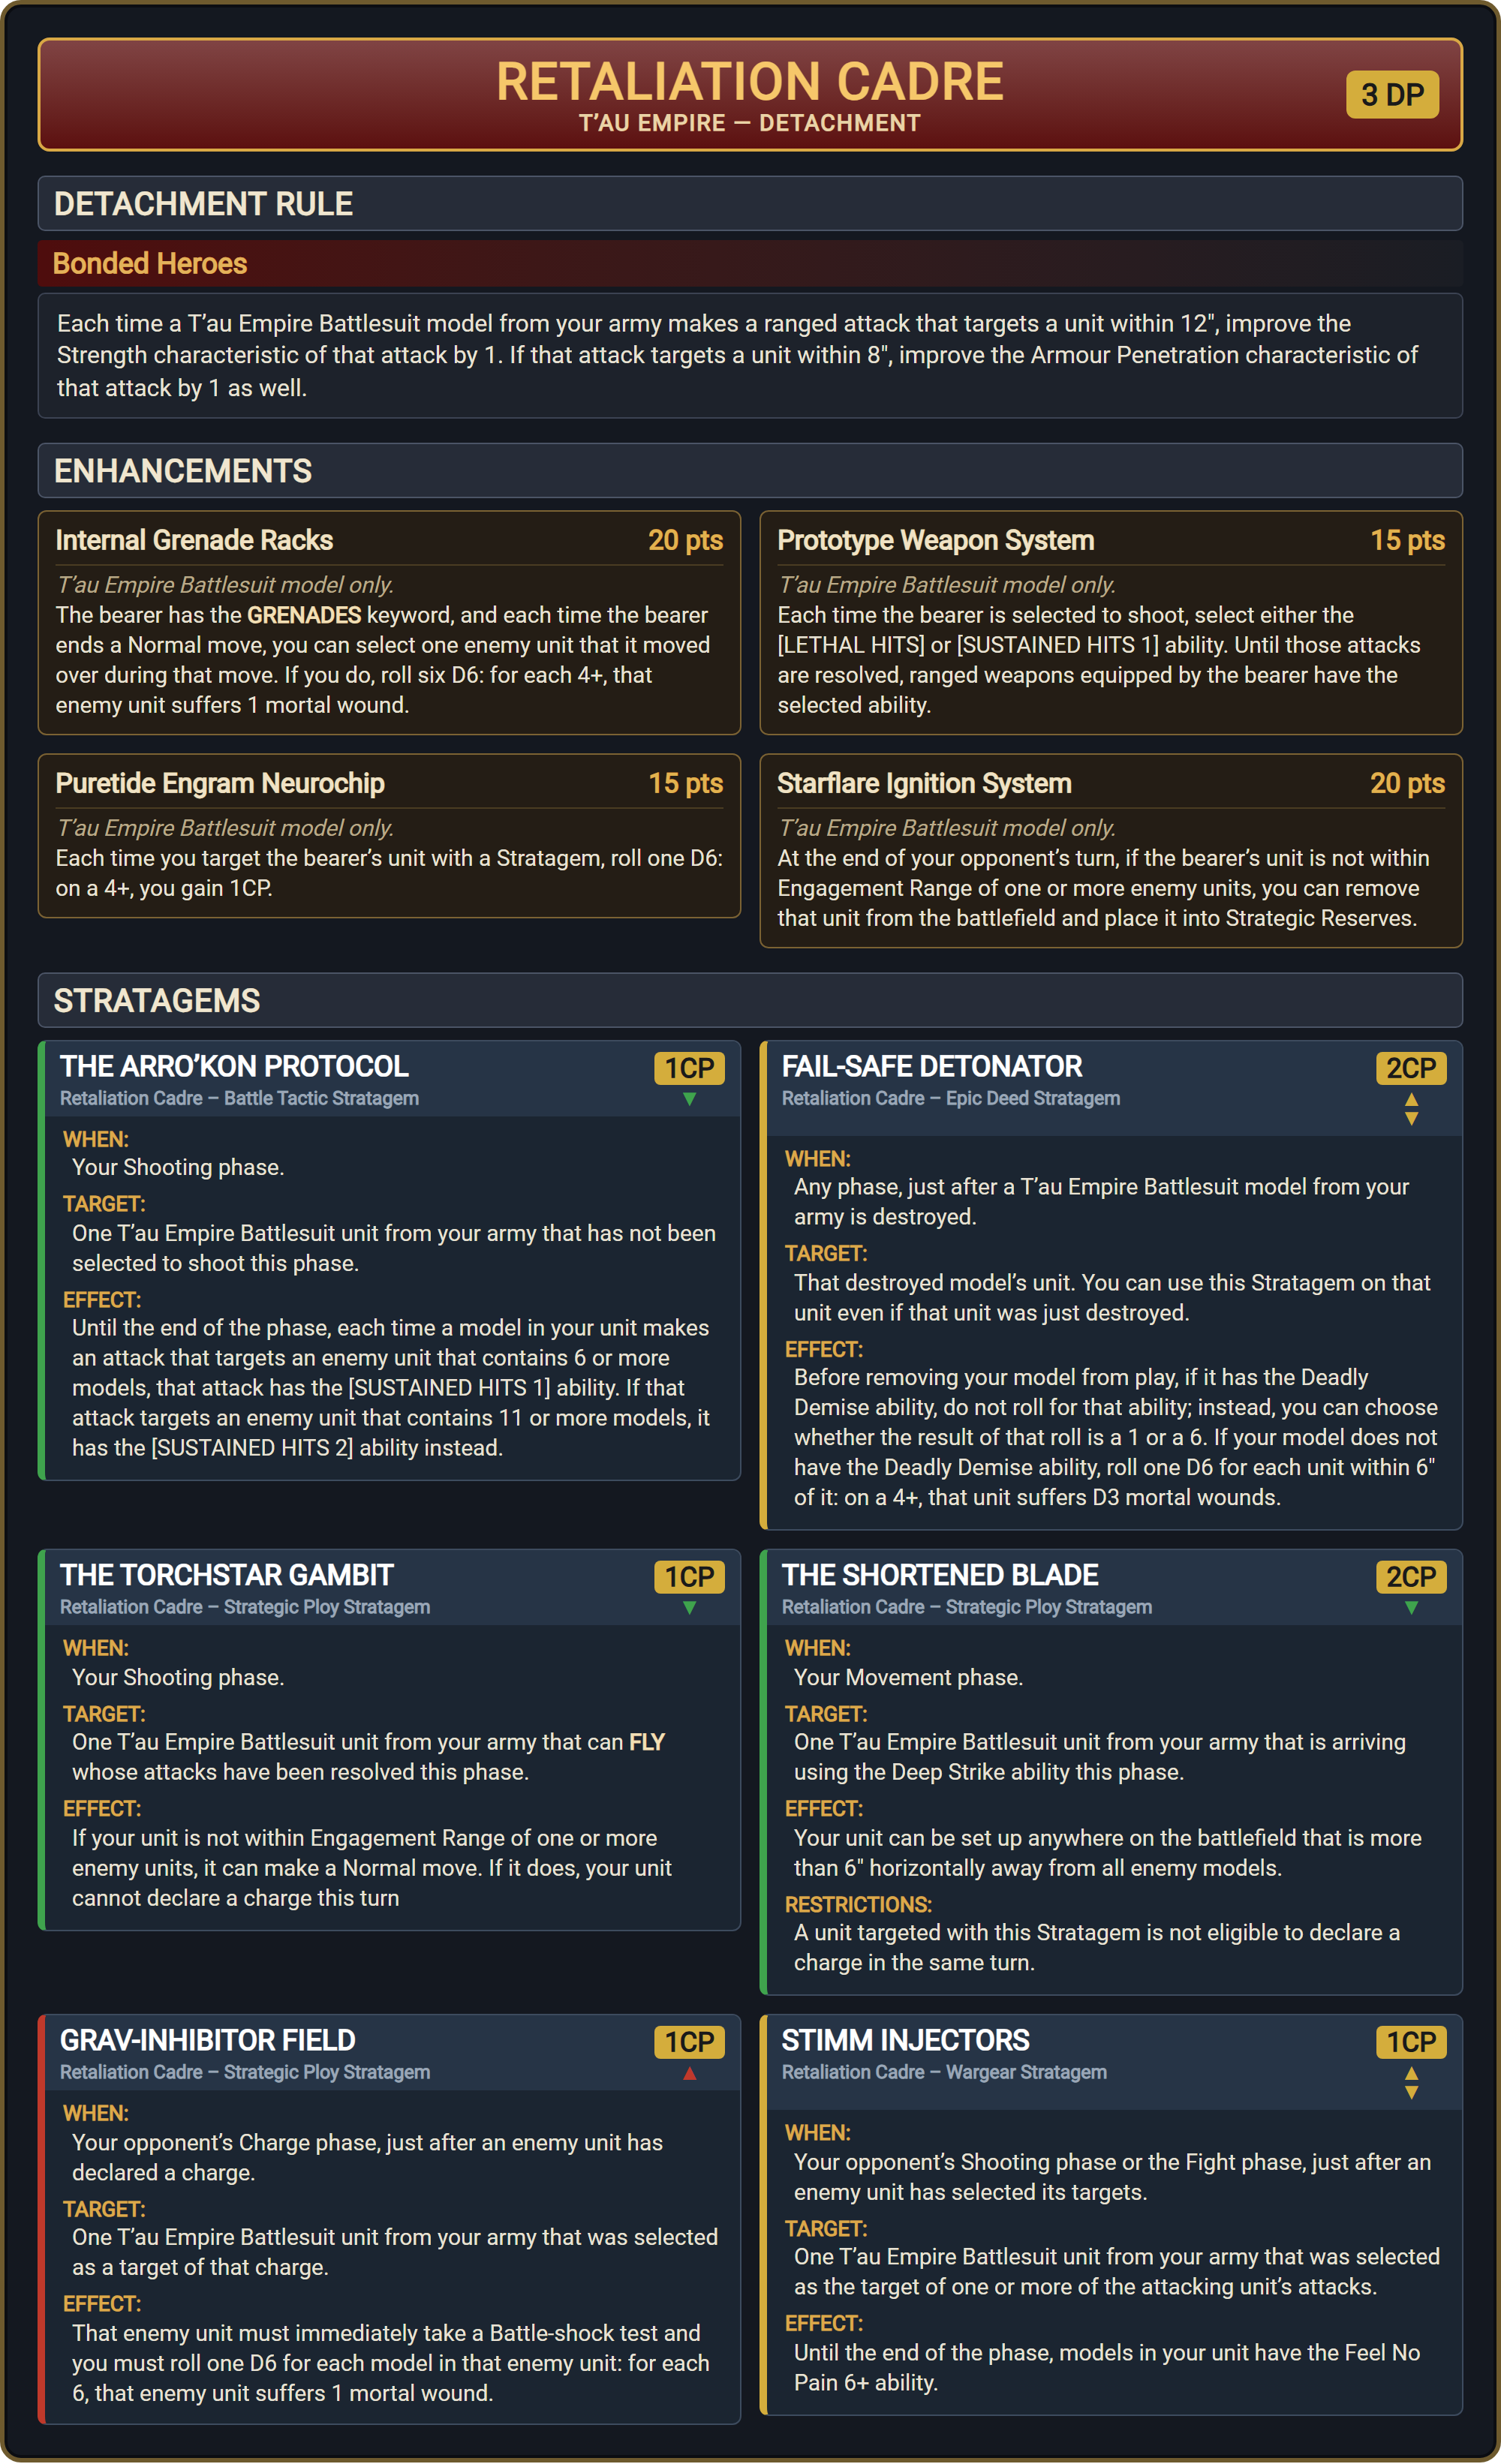 RETALIATION CADRE
T’AU EMPIRE — DETACHMENT
3 DP
DETACHMENT RULE
Bonded Heroes
Each time a T’au Empire Battlesuit model from your army makes a ranged attack that targets a unit within 12", improve the
Strength characteristic of that attack by 1. If that attack targets a unit within 8", improve the Armour Penetration characteristic of
that attack by 1 as well.
ENHANCEMENTS
Internal Grenade Racks
20 pts
T’au Empire Battlesuit model only.
The bearer has the GRENADES keyword, and each time the bearer
ends a Normal move, you can select one enemy unit that it moved
over during that move. If you do, roll six D6: for each 4+, that
enemy unit suffers 1 mortal wound.
Prototype Weapon System
15 pts
T’au Empire Battlesuit model only.
Each time the bearer is selected to shoot, select either the
[LETHAL HITS] or [SUSTAINED HITS 1] ability. Until those attacks
are resolved, ranged weapons equipped by the bearer have the
selected ability.
Puretide Engram Neurochip
15 pts
T’au Empire Battlesuit model only.
Each time you target the bearer’s unit with a Stratagem, roll one D6:
on a 4+, you gain 1CP.
Starflare Ignition System
20 pts
T’au Empire Battlesuit model only.
At the end of your opponent’s turn, if the bearer’s unit is not within
Engagement Range of one or more enemy units, you can remove
that unit from the battlefield and place it into Strategic Reserves.
STRATAGEMS
THE ARRO’KON PROTOCOL
1CP
Retaliation Cadre – Battle Tactic Stratagem
▼
WHEN:
Your Shooting phase.
TARGET:
One T’au Empire Battlesuit unit from your army that has not been
selected to shoot this phase.
EFFECT:
Until the end of the phase, each time a model in your unit makes
an attack that targets an enemy unit that contains 6 or more
models, that attack has the [SUSTAINED HITS 1] ability. If that
attack targets an enemy unit that contains 11 or more models, it
has the [SUSTAINED HITS 2] ability instead.
FAIL-SAFE DETONATOR
2CP
Retaliation Cadre – Epic Deed Stratagem
▲
▼
WHEN:
Any phase, just after a T’au Empire Battlesuit model from your
army is destroyed.
TARGET:
That destroyed model’s unit. You can use this Stratagem on that
unit even if that unit was just destroyed.
EFFECT:
Before removing your model from play, if it has the Deadly
Demise ability, do not roll for that ability; instead, you can choose
whether the result of that roll is a 1 or a 6. If your model does not
have the Deadly Demise ability, roll one D6 for each unit within 6"
of it: on a 4+, that unit suffers D3 mortal wounds.
THE TORCHSTAR GAMBIT
1CP
Retaliation Cadre – Strategic Ploy Stratagem
▼
WHEN:
Your Shooting phase.
TARGET:
One T’au Empire Battlesuit unit from your army that can FLY
whose attacks have been resolved this phase.
EFFECT:
If your unit is not within Engagement Range of one or more
enemy units, it can make a Normal move. If it does, your unit
cannot declare a charge this turn
THE SHORTENED BLADE
2CP
Retaliation Cadre – Strategic Ploy Stratagem
▼
WHEN:
Your Movement phase.
TARGET:
One T’au Empire Battlesuit unit from your army that is arriving
using the Deep Strike ability this phase.
EFFECT:
Your unit can be set up anywhere on the battlefield that is more
than 6" horizontally away from all enemy models.
RESTRICTIONS:
A unit targeted with this Stratagem is not eligible to declare a
charge in the same turn.
GRAV-INHIBITOR FIELD
1CP
Retaliation Cadre – Strategic Ploy Stratagem
▲
WHEN:
Your opponent’s Charge phase, just after an enemy unit has
declared a charge.
TARGET:
One T’au Empire Battlesuit unit from your army that was selected
as a target of that charge.
EFFECT:
That enemy unit must immediately take a Battle-shock test and
you must roll one D6 for each model in that enemy unit: for each
6, that enemy unit suffers 1 mortal wound.
STIMM INJECTORS
1CP
Retaliation Cadre – Wargear Stratagem
▲
▼
WHEN:
Your opponent’s Shooting phase or the Fight phase, just after an
enemy unit has selected its targets.
TARGET:
One T’au Empire Battlesuit unit from your army that was selected
as the target of one or more of the attacking unit’s attacks.
EFFECT:
Until the end of the phase, models in your unit have the Feel No
Pain 6+ ability.